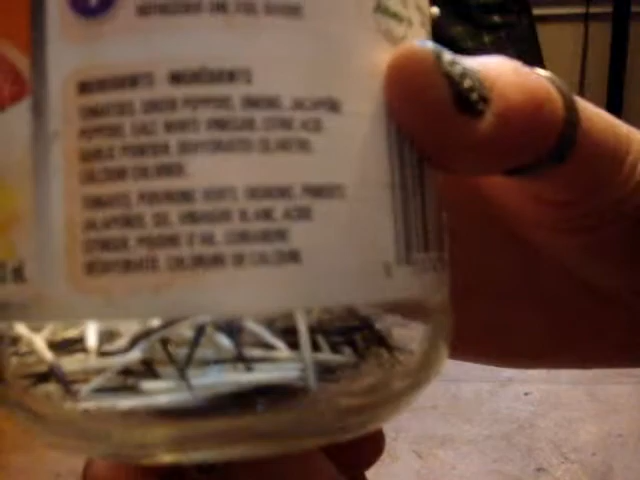 REFRIGERATE
INGREDIENTS · INGRÉDIENTS:
TOMATOES, GREEN PEPPERS, ONIONS, JALAPEÑO
PEPPERS, SALT, WHITE VINEGAR, CITRIC ACID,
GARLIC POWDER, DEHYDRATED CILANTRO,
CALCIUM CHLORIDE.
TOMATES, POIVRONS VERTS, OIGNONS, PIMENTS
JALAPEÑOS, SEL, VINAIGRE BLANC, ACIDE
CITRIQUE, POUDRE D'AIL, CORIANDRE
DÉSHYDRATÉE, CHLORURE DE CALCIUM.